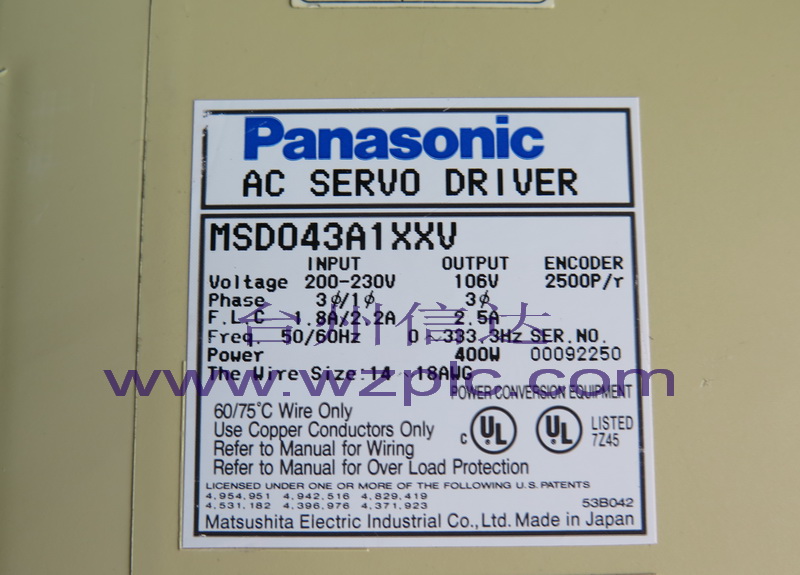 Panasonic
AC SERVO DRIVER
MSD043A1XXV
INPUT OUTPUT ENCODER
Voltage 200-230V 106V 2500P/r
Phase 3ϕ/1ϕ 3ϕ
F.L.C 1.8A/2.2A 2.5A
台州信达
Freq. 50/60Hz 0~333.3Hz SER.NO.
Power 400W 00092250
The Wire Size:14 - 18AWG
www.wzplc.com
POWER CONVERSION EQUIPMENT
60/75°C Wire Only
Use Copper Conductors Only
Refer to Manual for Wiring
Refer to Manual for Over Load Protection
c UL UL LISTED
7Z45
LICENSED UNDER ONE OR MORE OF THE FOLLOWING U.S. PATENTS
4,954,951 4,942,516 4,829,419
4,531,182 4,396,976 4,371,923 53B042
Matsushita Electric Industrial Co., Ltd. Made in Japan